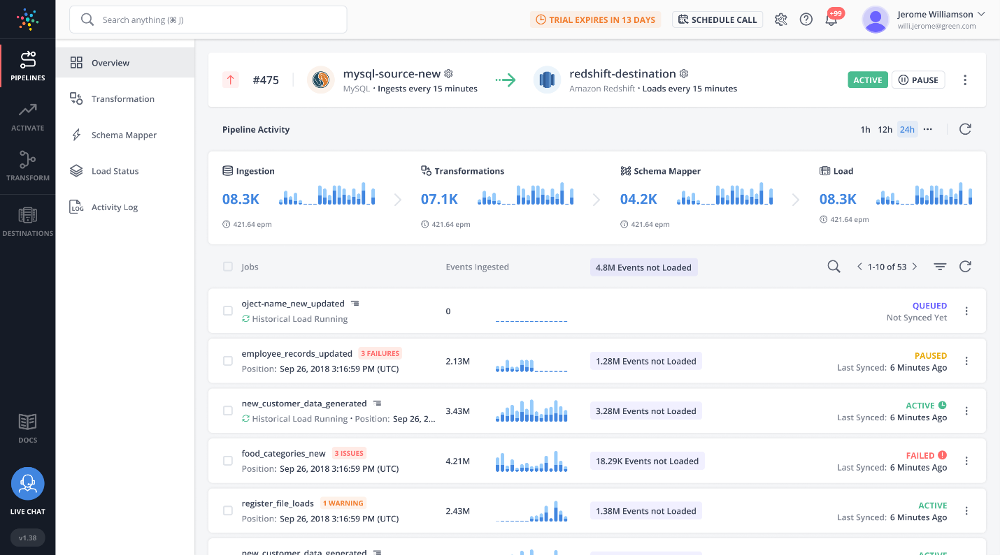 Search anything (⌘ J)
TRIAL EXPIRES IN 13 DAYS
SCHEDULE CALL
+99
Jerome Williamson
willi.jerome@green.com
PIPELINES
ACTIVATE
TRANSFORM
DESTINATIONS
DOCS
LIVE CHAT
v1.38
Overview
Transformation
Schema Mapper
Load Status
LOG Activity Log
#475
mysql-source-new
MySQL · Ingests every 15 minutes
redshift-destination
Amazon Redshift · Loads every 15 minutes
ACTIVE
PAUSE
Pipeline Activity
1h 12h 24h ···
Ingestion
08.3K
421.64 epm
Transformations
07.1K
421.64 epm
Schema Mapper
04.2K
421.64 epm
Load
08.3K
421.64 epm
Jobs Events Ingested 4.8M Events not Loaded 1-10 of 53
oject-name_new_updated
Historical Load Running
0
QUEUED
Not Synced Yet
employee_records_updated 3 FAILURES
Position: Sep 26, 2018 3:16:59 PM (UTC)
2.13M
1.28M Events not Loaded
PAUSED
Last Synced: 6 Minutes Ago
new_customer_data_generated
Historical Load Running · Position: Sep 26, 2...
3.43M
3.28M Events not Loaded
ACTIVE
Last Synced: 6 Minutes Ago
food_categories_new 3 ISSUES
Position: Sep 26, 2018 3:16:59 PM (UTC)
4.21M
18.29K Events not Loaded
FAILED
Last Synced: 6 Minutes Ago
register_file_loads 1 WARNING
Position: Sep 26, 2018 3:16:59 PM (UTC)
2.43M
1.38M Events not Loaded
ACTIVE
Last Synced: 6 Minutes Ago
new_customer_data_generated
ACTIVE